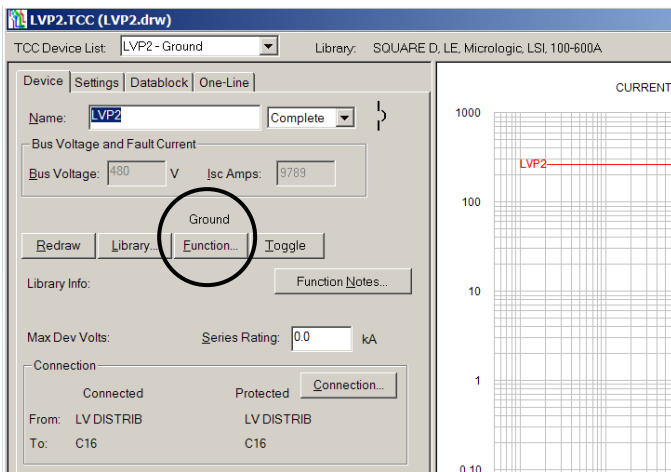 LVP2.TCC (LVP2.drw)
TCC Device List: LVP2 - Ground Library: SQUARE D, LE, Micrologic, LSI, 100-600A
Device Settings Datablock One-Line
Name: LVP2 Complete
Bus Voltage and Fault Current
Bus Voltage: 480 V Isc Amps: 9789
Ground
Redraw Library... Function... Toggle
Library Info: Function Notes...
Max Dev Volts: Series Rating: 0.0 kA
Connection
Connected Protected Connection...
From: LV DISTRIB LV DISTRIB
To: C16 C16
CURRENT
1000
LVP2
100
10
1
0.10